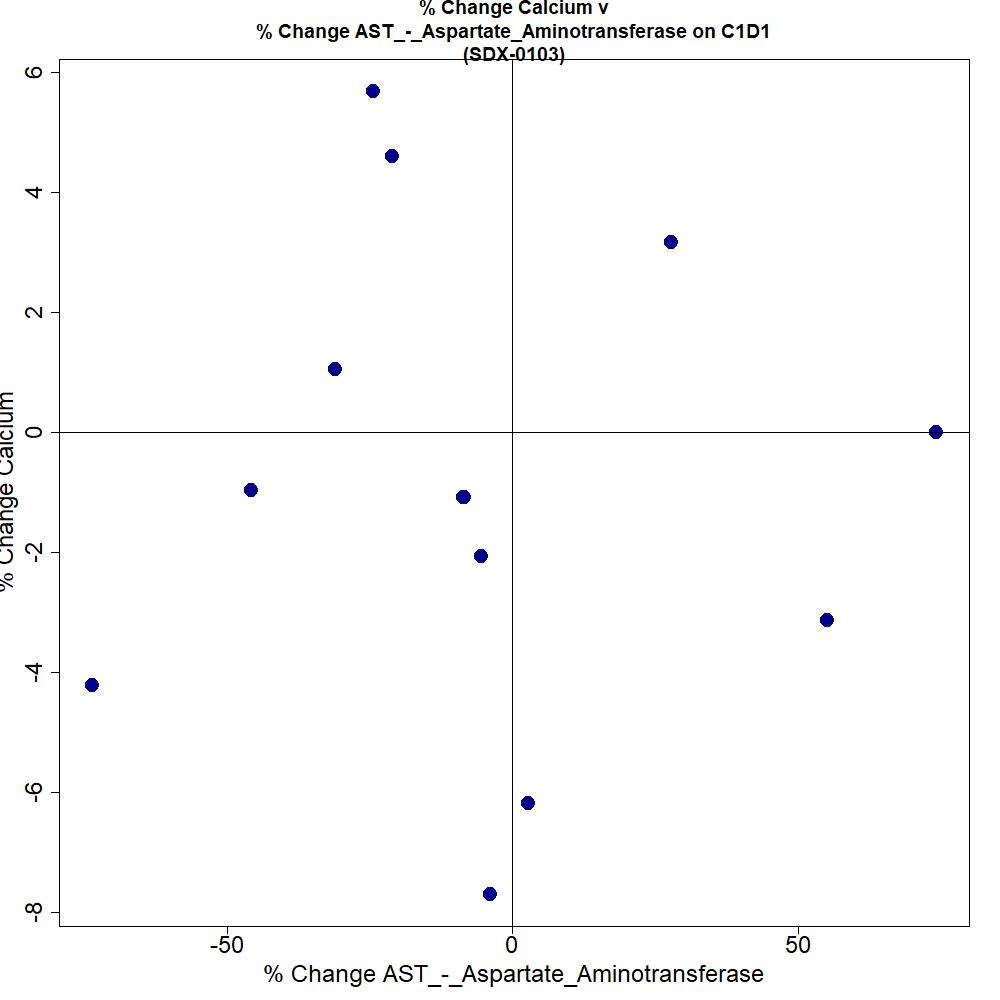 % Change Calcium v
% Change AST_-_Aspartate_Aminotransferase on C1D1
(SDX-0103)
6
4
2
0
-2
-4
-6
-8
% Change Calcium
-50
0
50
% Change AST_-_Aspartate_Aminotransferase